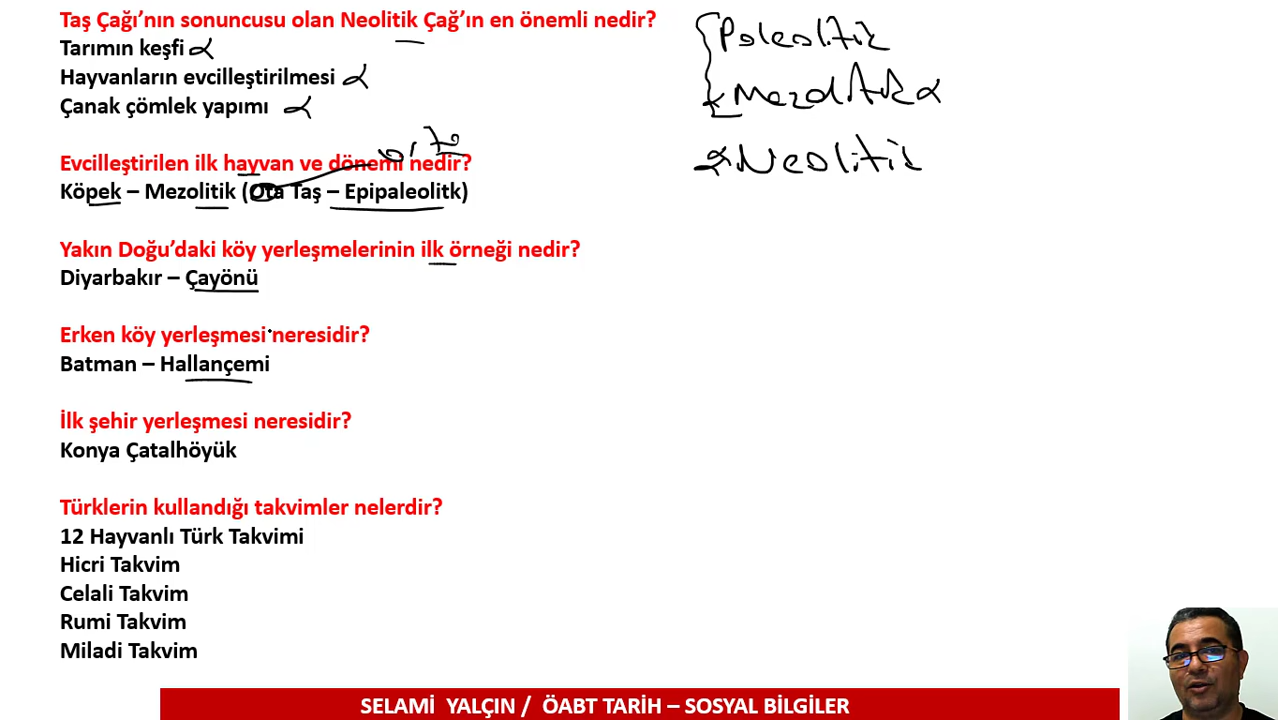 Taş Çağı'nın sonuncusu olan Neolitik Çağ'ın en önemli nedir?
Tarımın keşfi
Hayvanların evcilleştirilmesi
Çanak çömlek yapımı
Paleolitik
Mezolitik
Neolitik
orta
Evcilleştirilen ilk hayvan ve dönemi nedir?
Köpek – Mezolitik (Ota Taş – Epipaleolitk)
Yakın Doğu'daki köy yerleşmelerinin ilk örneği nedir?
Diyarbakır – Çayönü
Erken köy yerleşmesi neresidir?
Batman – Hallançemi
İlk şehir yerleşmesi neresidir?
Konya Çatalhöyük
Türklerin kullandığı takvimler nelerdir?
12 Hayvanlı Türk Takvimi
Hicri Takvim
Celali Takvim
Rumi Takvim
Miladi Takvim
SELAMİ YALÇIN / ÖABT TARİH – SOSYAL BİLGİLER